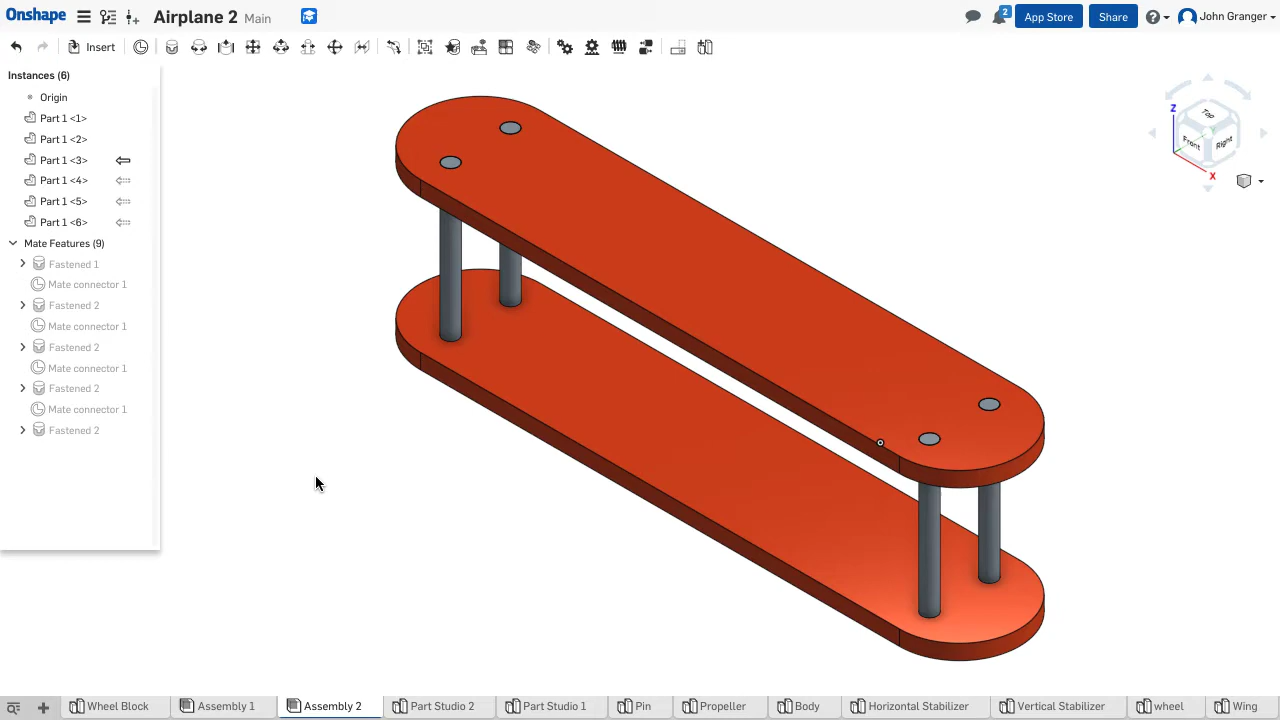 Onshape Airplane 2 Main App Store 2 Share John Granger
Insert
Instances (6)
Origin
Part 1 <1>
Part 1 <2>
Part 1 <3>
Part 1 <4>
Part 1 <5>
Part 1 <6>
Mate Features (9)
Fastened 1
Mate connector 1
Fastened 2
Mate connector 1
Fastened 2
Mate connector 1
Fastened 2
Mate connector 1
Fastened 2
Z
Top
Front
Right
X
Wheel Block Assembly 1 Assembly 2 Part Studio 2 Part Studio 1 Pin Propeller Body Horizontal Stabilizer Vertical Stabilizer wheel Wing